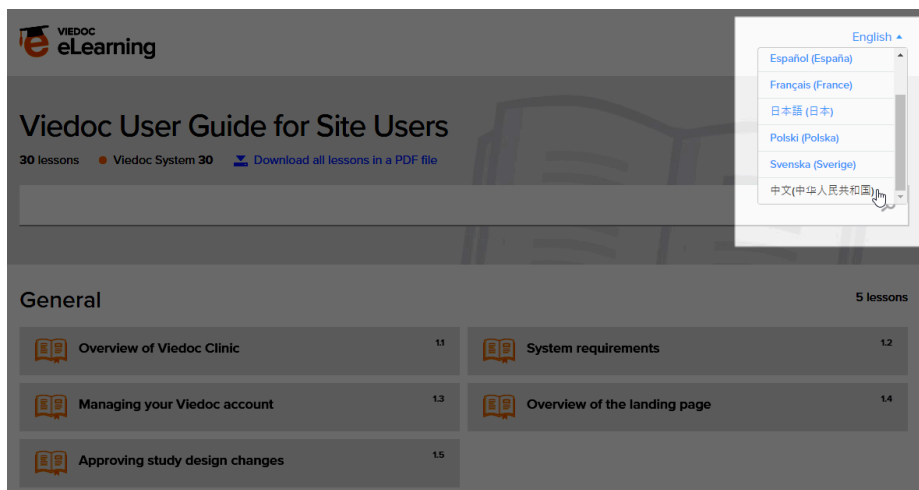 VIEDOC
eLearning
English
Español (España)
Français (France)
日本語 (日本)
Polski (Polska)
Svenska (Sverige)
中文(中华人民共和国)
Viedoc User Guide for Site Users
30 lessons Viedoc System 30 Download all lessons in a PDF file
General 5 lessons
Overview of Viedoc Clinic 1.1
System requirements 1.2
Managing your Viedoc account 1.3
Overview of the landing page 1.4
Approving study design changes 1.5